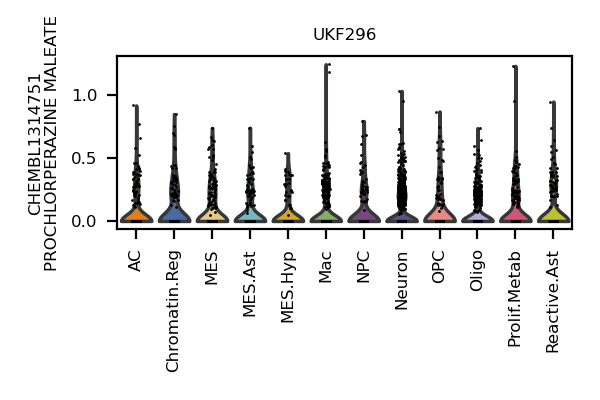 UKF296
CHEMBL1314751
PROCHLORPERAZINE MALEATE
1.0
0.5
0.0
AC
Chromatin.Reg
MES
MES.Ast
MES.Hyp
Mac
NPC
Neuron
OPC
Oligo
Prolif.Metab
Reactive.Ast